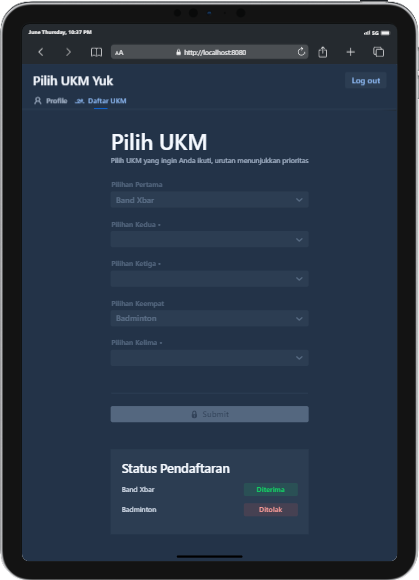 June Thursday, 10:37 PM
5G
AA
http://localhost:8080
Pilih UKM Yuk
Log out
Profile
Daftar UKM
Pilih UKM
Pilih UKM yang ingin Anda ikuti, urutan menunjukkan prioritas
Pilihan Pertama
Band Xbar
Pilihan Kedua •
Pilihan Ketiga •
Pilihan Keempat
Badminton
Pilihan Kelima •
Submit
Status Pendaftaran
Band Xbar
Diterima
Badminton
Ditolak